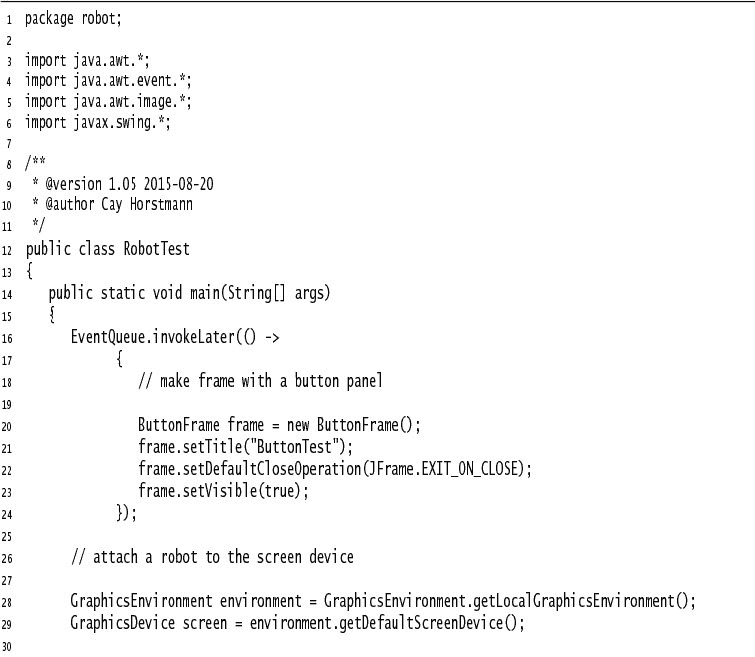 1 package robot;
2
3 import java.awt.*;
4 import java.awt.event.*;
5 import java.awt.image.*;
6 import javax.swing.*;
7
8 /**
9  * @version 1.05 2015-08-20
10  * @author Cay Horstmann
11  */
12 public class RobotTest
13 {
14    public static void main(String[] args)
15    {
16       EventQueue.invokeLater(() ->
17             {
18                // make frame with a button panel
19
20                ButtonFrame frame = new ButtonFrame();
21                frame.setTitle("ButtonTest");
22                frame.setDefaultCloseOperation(JFrame.EXIT_ON_CLOSE);
23                frame.setVisible(true);
24             });
25
26       // attach a robot to the screen device
27
28       GraphicsEnvironment environment = GraphicsEnvironment.getLocalGraphicsEnvironment();
29       GraphicsDevice screen = environment.getDefaultScreenDevice();
30